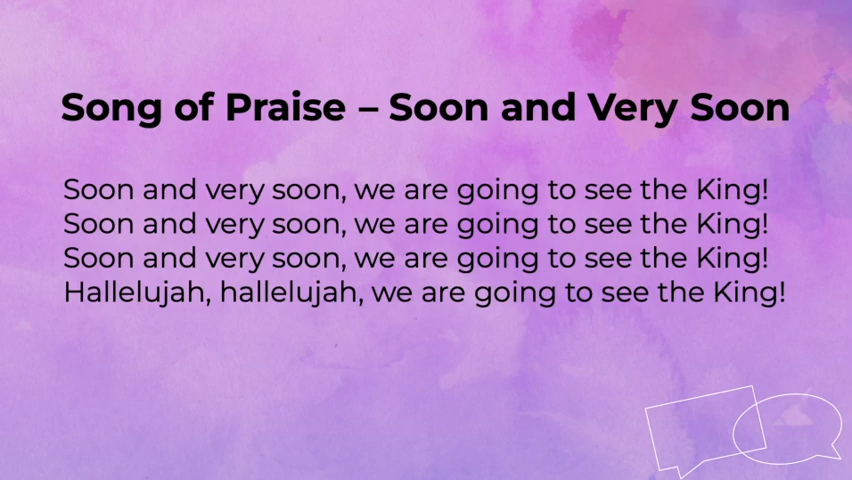 Song of Praise – Soon and Very Soon
Soon and very soon, we are going to see the King!
Soon and very soon, we are going to see the King!
Soon and very soon, we are going to see the King!
Hallelujah, hallelujah, we are going to see the King!